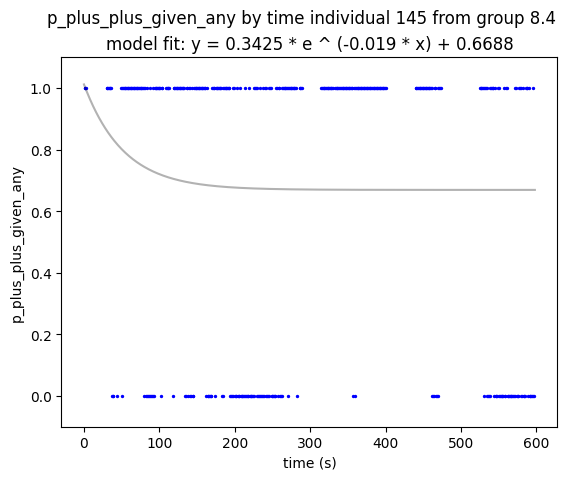 p_plus_plus_given_any by time individual 145 from group 8.4
model fit: y = 0.3425 * e ^ (-0.019 * x) + 0.6688
1.0
0.8
0.6
0.4
0.2
0.0
p_plus_plus_given_any
0 100 200 300 400 500 600
time (s)